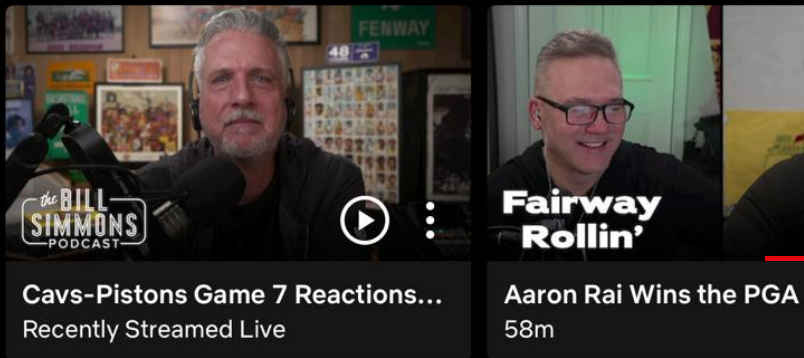 FENWAY
48
the BILL
SIMMONS
PODCAST
Cavs-Pistons Game 7 Reactions...
Recently Streamed Live
Fairway
Rollin'
Aaron Rai Wins the PGA
58m